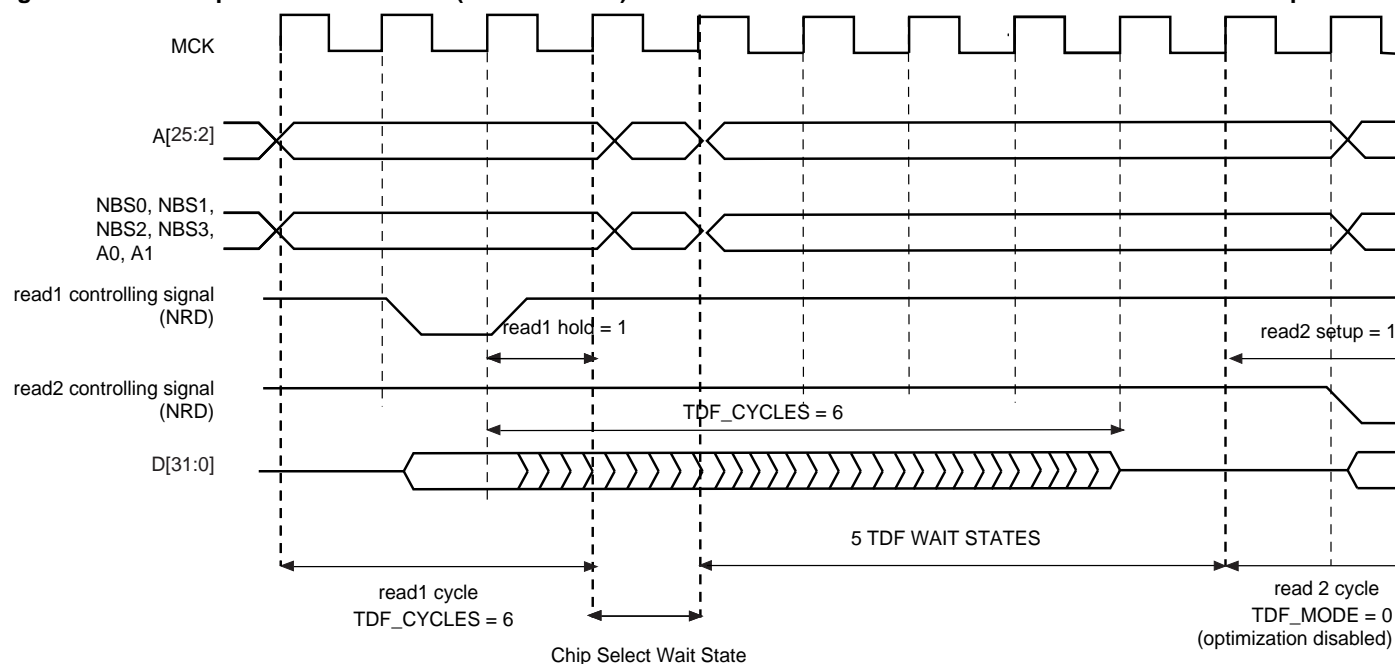 MCK
A[25:2]
NBS0, NBS1,
NBS2, NBS3,
A0, A1
read1 controlling signal
(NRD)
read1 hold = 1
read2 setup = 1
read2 controlling signal
(NRD)
TDF_CYCLES = 6
D[31:0]
5 TDF WAIT STATES
read1 cycle
TDF_CYCLES = 6
Chip Select Wait State
read 2 cycle
TDF_MODE = 0
(optimization disabled)